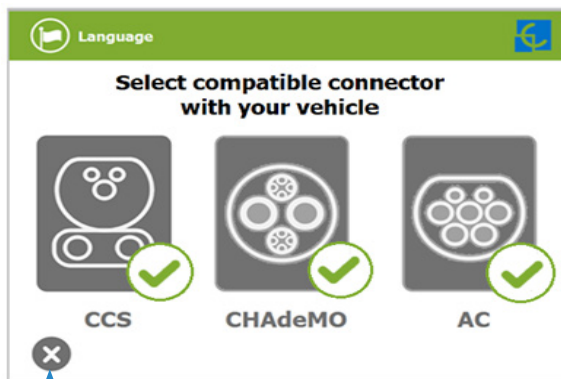 Language
Select compatible connector
with your vehicle
CCS
CHAdeMO
AC